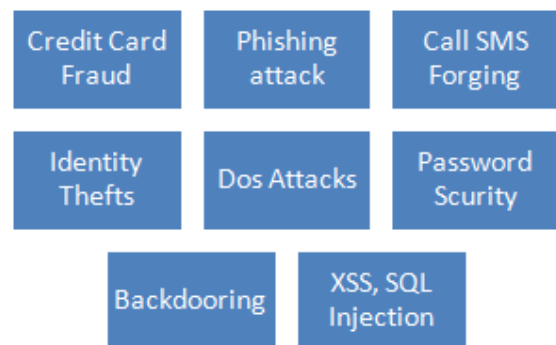 Credit Card
Fraud
Phishing
attack
Call SMS
Forging
Identity
Thefts
Dos Attacks
Password
Scurity
Backdooring
XSS, SQL
Injection